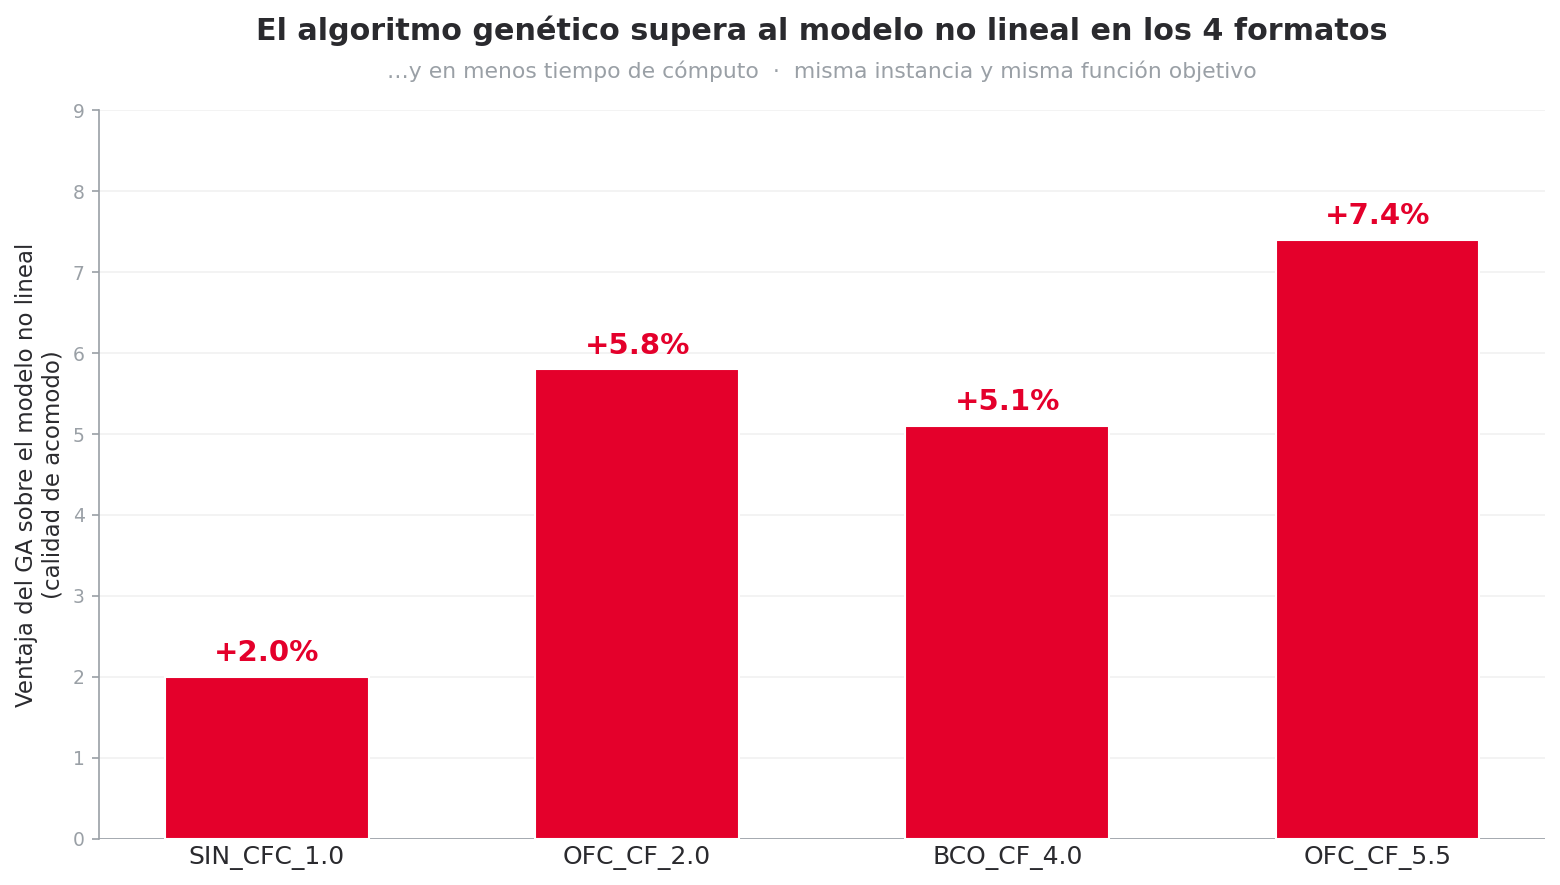 El algoritmo genético supera al modelo no lineal en los 4 formatos
…y en menos tiempo de cómputo · misma instancia y misma función objetivo
Ventaja del GA sobre el modelo no lineal
(calidad de acomodo)
9
8
7
6
5
4
3
2
1
0
+2.0%
+5.8%
+5.1%
+7.4%
SIN_CFC_1.0
OFC_CF_2.0
BCO_CF_4.0
OFC_CF_5.5